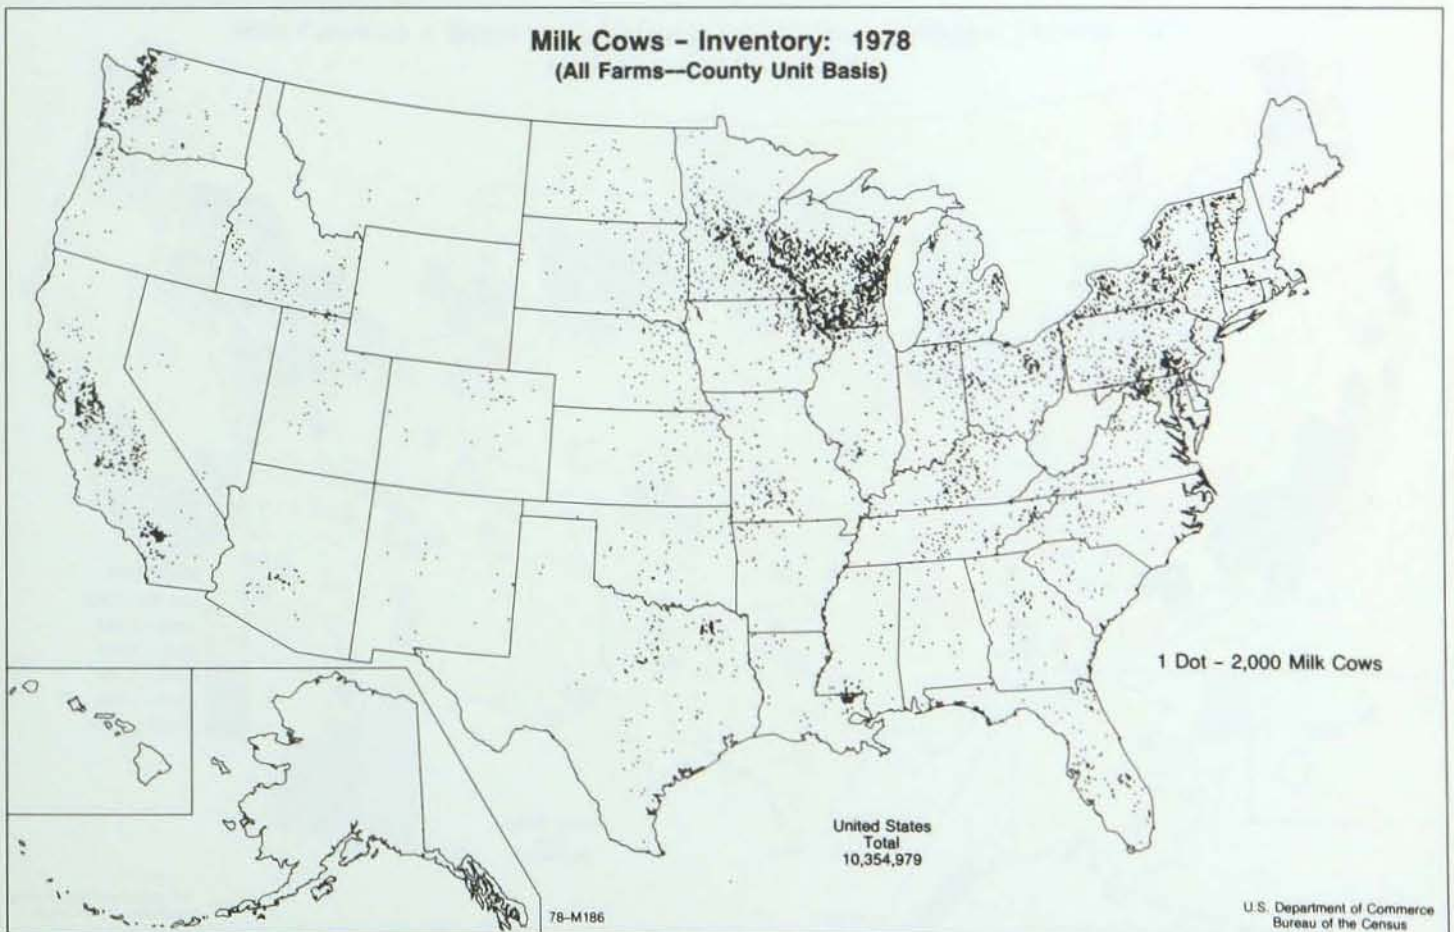 Milk Cows - Inventory: 1978
(All Farms--County Unit Basis)
1 Dot - 2,000 Milk Cows
United States
Total
10,354,979
78-M186
U.S. Department of Commerce
Bureau of the Census